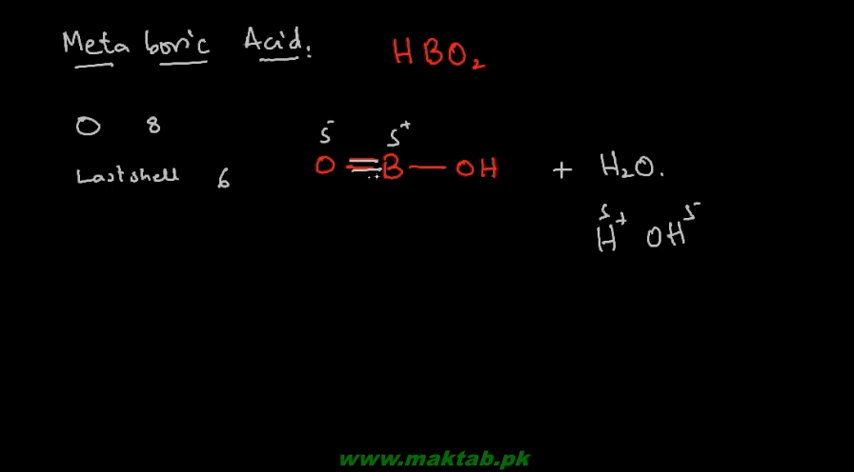 Meta boric Acid. HBO₂
O 8
Last shell 6
S⁻ S⁺
O=B—OH + H₂O.
S⁺ S⁻
H OH
www.maktab.pk